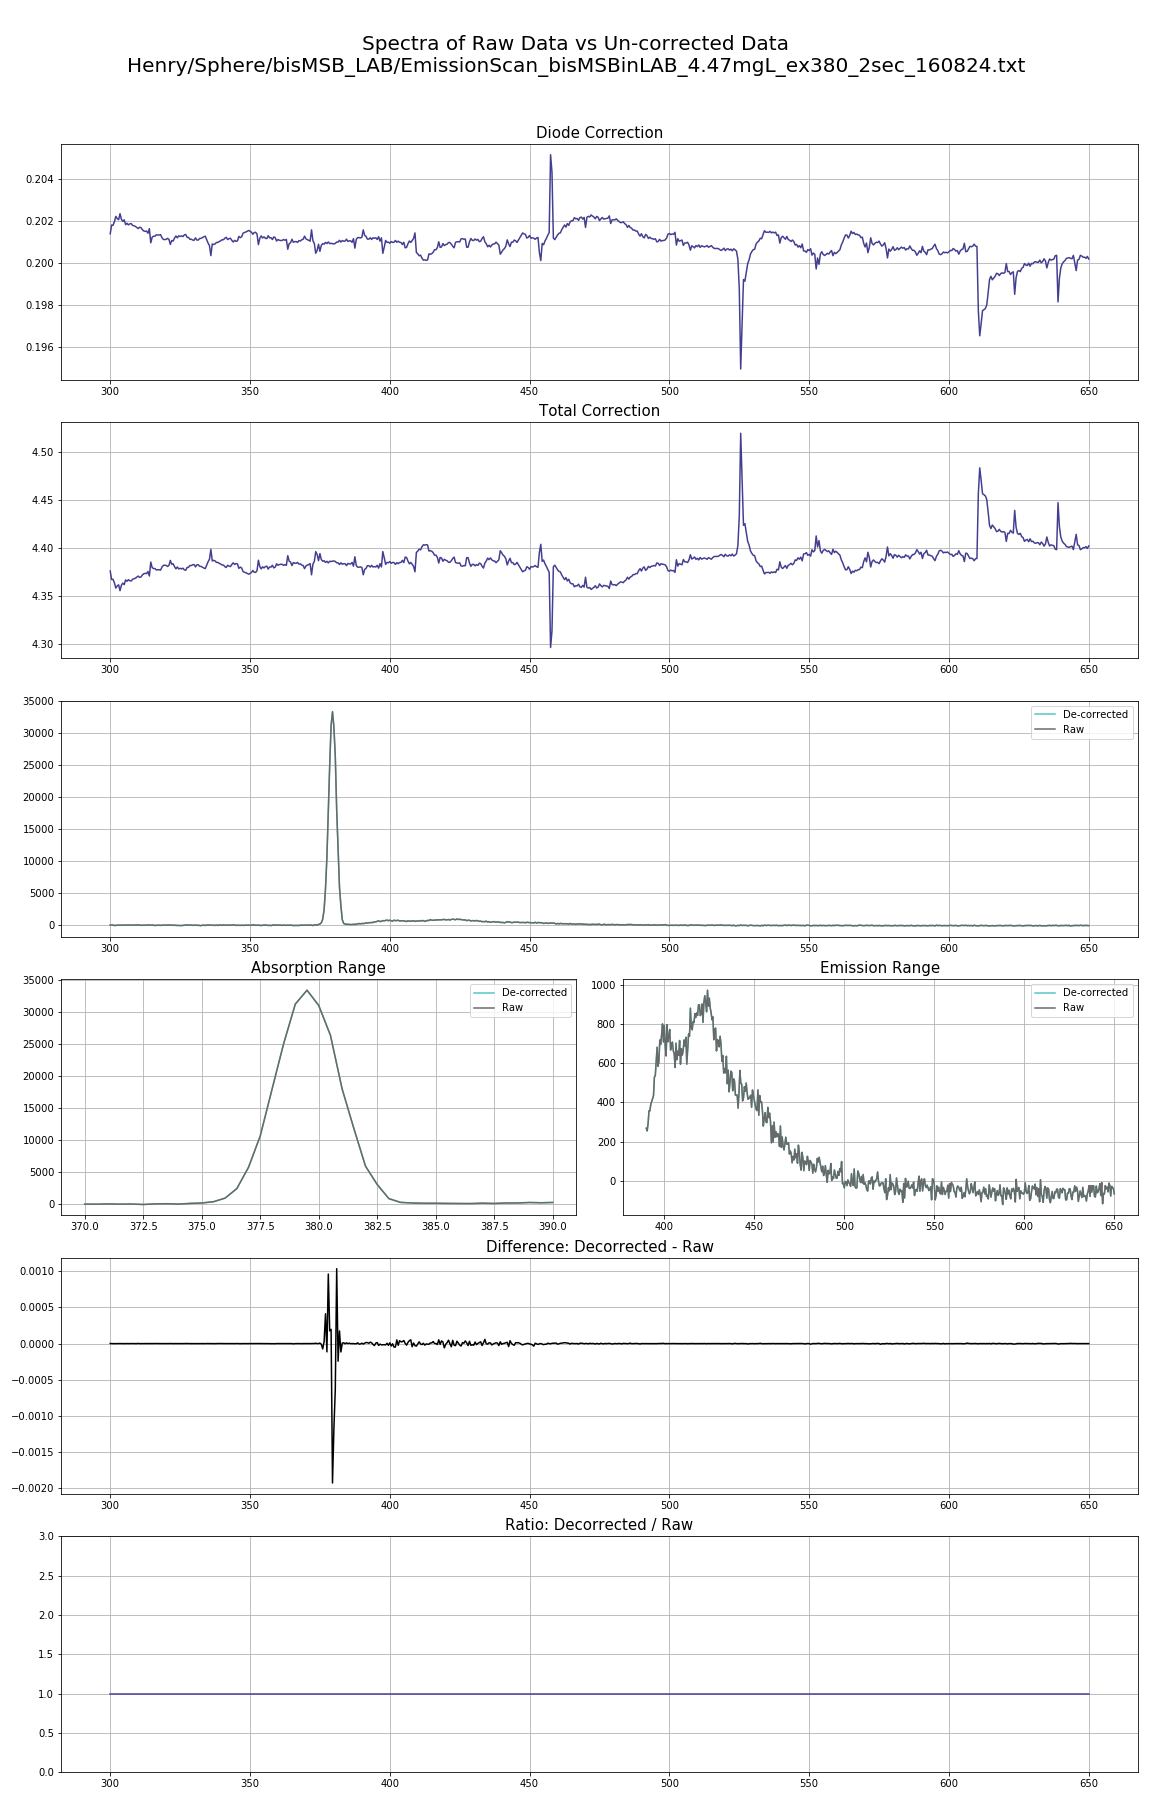 Spectra of Raw Data vs Un-corrected Data
Henry/Sphere/bisMSB_LAB/EmissionScan_bisMSBinLAB_4.47mgL_ex380_2sec_160824.txt
Diode Correction
0.204
0.202
0.200
0.198
0.196
300 350 400 450 500 550 600 650
Total Correction
4.50
4.45
4.40
4.35
4.30
300 350 400 450 500 550 600 650
35000
30000
25000
20000
15000
10000
5000
0
De-corrected
Raw
300 350 400 450 500 550 600 650
Absorption Range
35000
30000
25000
20000
15000
10000
5000
0
De-corrected
Raw
370.0 372.5 375.0 377.5 380.0 382.5 385.0 387.5 390.0
Emission Range
1000
800
600
400
200
0
De-corrected
Raw
400 450 500 550 600 650
Difference: Decorrected - Raw
0.0010
0.0005
0.0000
−0.0005
−0.0010
−0.0015
−0.0020
300 350 400 450 500 550 600 650
Ratio: Decorrected / Raw
3.0
2.5
2.0
1.5
1.0
0.5
0.0
300 350 400 450 500 550 600 650